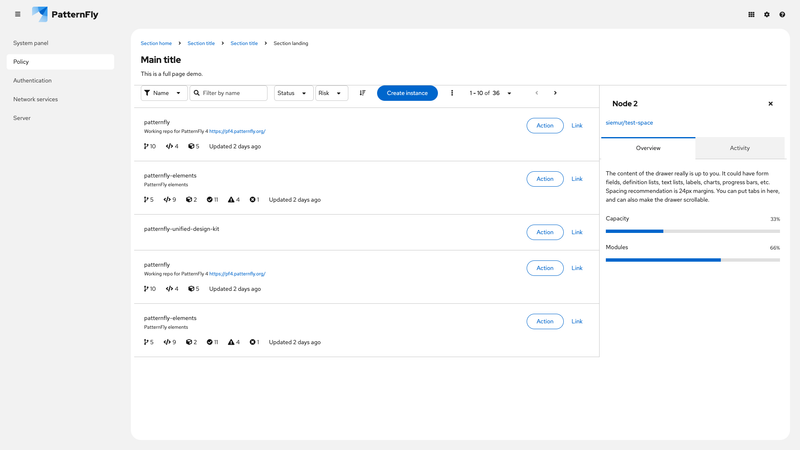 PatternFly
System panel
Policy
Authentication
Network services
Server
Section home Section title Section title Section landing
Main title
This is a full page demo.
Name Filter by name Status Risk Create instance 1 - 10 of 36
patternfly
Working repo for PatternFly 4 https://pf4.patternfly.org/
10 4 5 Updated 2 days ago
Action Link
patternfly-elements
PatternFly elements
5 9 2 11 4 1 Updated 2 days ago
Action Link
patternfly-unified-design-kit
Action Link
patternfly
Working repo for PatternFly 4 https://pf4.patternfly.org/
10 4 5 Updated 2 days ago
Action Link
patternfly-elements
PatternFly elements
5 9 2 11 4 1 Updated 2 days ago
Action Link
Node 2
siemur/test-space
Overview Activity
The content of the drawer really is up to you. It could have form
fields, definition lists, text lists, labels, charts, progress bars, etc.
Spacing recommendation is 24px margins. You can put tabs in here,
and can also make the drawer scrollable.
Capacity 33%
Modules 66%